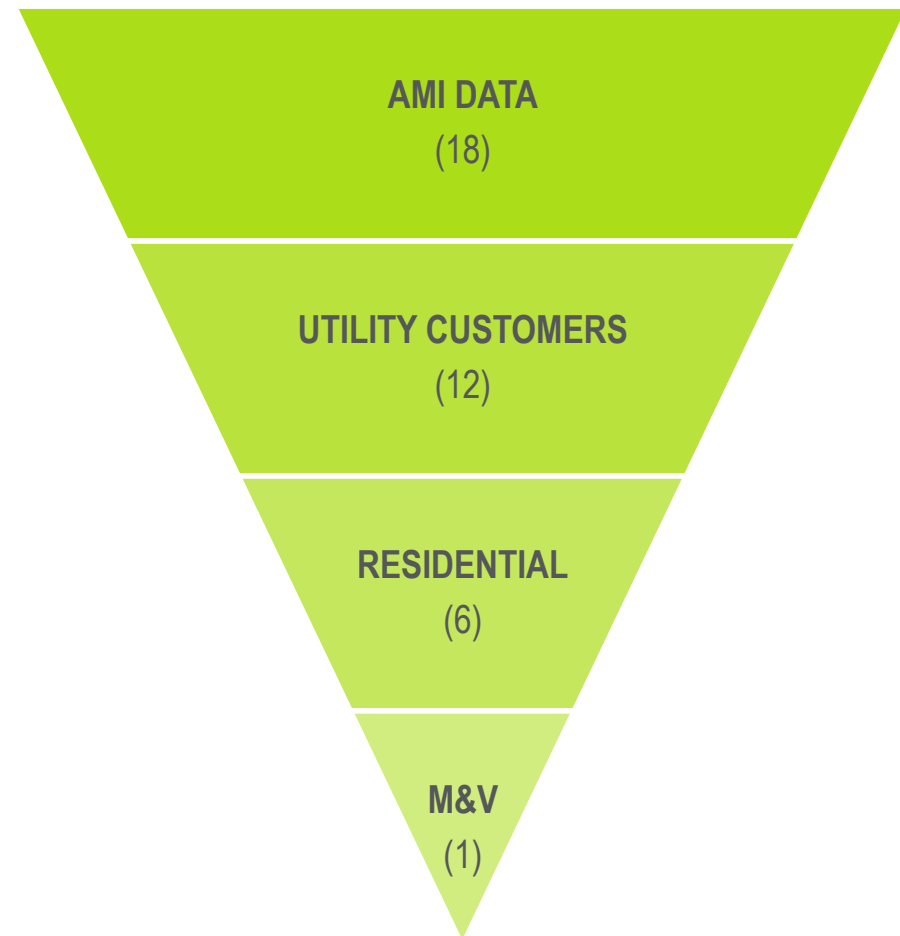 AMI DATA
(18)
UTILITY CUSTOMERS
(12)
RESIDENTIAL
(6)
M&V
(1)